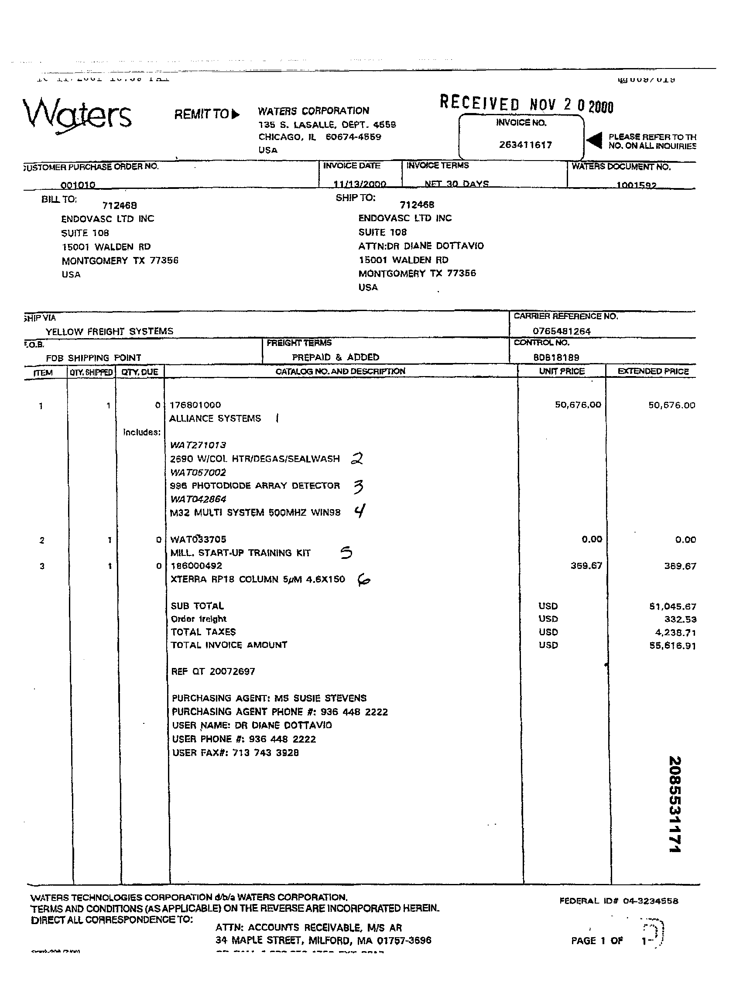 Waters
REMIT TO
WATERS CORPORATION
135 S. LASALLE, DEPT. 4559
CHICAGO, IL 60674-4559
USA
RECEIVED NOV 20 2000
INVOICE NO.
263411617
PLEASE REFER TO TH
NO. ON ALL INQUIRIES
CUSTOMER PURCHASE ORDER NO. INVOICE DATE INVOICE TERMS WATERS DOCUMENT NO.
001010 11/13/2000 NET 30 DAYS 1001592
BILL TO: 712468
ENDOVASC LTD INC
SUITE 108
15001 WALDEN RD
MONTGOMERY TX 77356
USA
SHIP TO: 712468
ENDOVASC LTD INC
SUITE 108
ATTN:DR DIANE DOTTAVIO
15001 WALDEN RD
MONTGOMERY TX 77356
USA
SHIP VIA CARRIER REFERENCE NO.
YELLOW FREIGHT SYSTEMS 0765481264
F.O.B. FREIGHT TERMS CONTROL NO.
FOB SHIPPING POINT PREPAID & ADDED BDB18189
ITEM QTY. SHIPPED QTY. DUE CATALOG NO. AND DESCRIPTION UNIT PRICE EXTENDED PRICE
1 1 0 176801000 50,676.00 50,676.00
ALLIANCE SYSTEMS 1
Includes:
WAT271013
2690 W/COL HTR/DEGAS/SEALWASH 2
WAT057002
996 PHOTODIODE ARRAY DETECTOR 3
WAT042864
M32 MULTI SYSTEM 500MHZ WIN98 4
2 1 0 WAT033705 0.00 0.00
MILL. START-UP TRAINING KIT 5
3 1 0 186000492 369.67 369.67
XTERRA RP18 COLUMN 5µM 4.6X150 6
SUB TOTAL USD 51,045.67
Order freight USD 332.53
TOTAL TAXES USD 4,238.71
TOTAL INVOICE AMOUNT USD 55,616.91
REF QT 20072697
PURCHASING AGENT: MS SUSIE STEVENS
PURCHASING AGENT PHONE #: 936 448 2222
USER NAME: DR DIANE DOTTAVIO
USER PHONE #: 936 448 2222
USER FAX#: 713 743 3928
2085531171
WATERS TECHNOLOGIES CORPORATION d/b/a WATERS CORPORATION.
TERMS AND CONDITIONS (AS APPLICABLE) ON THE REVERSE ARE INCORPORATED HEREIN.
DIRECT ALL CORRESPONDENCE TO:
ATTN: ACCOUNTS RECEIVABLE, M/S AR
34 MAPLE STREET, MILFORD, MA 01757-3696
FEDERAL ID# 04-3234558
PAGE 1 OF 1